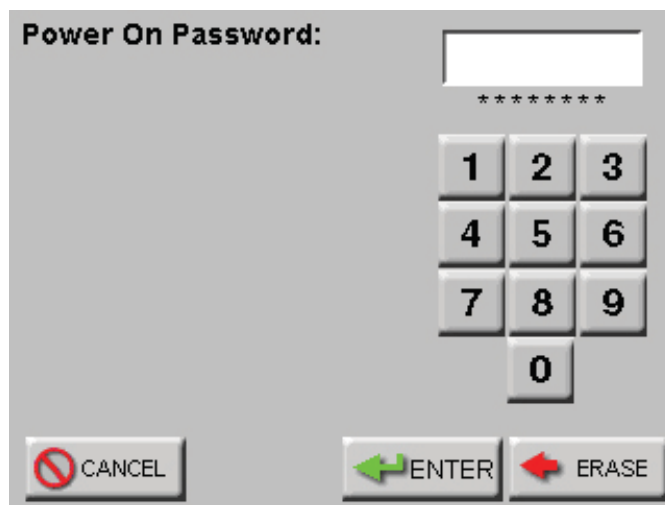 Power On Password:
********
1 2 3
4 5 6
7 8 9
0
CANCEL ENTER ERASE